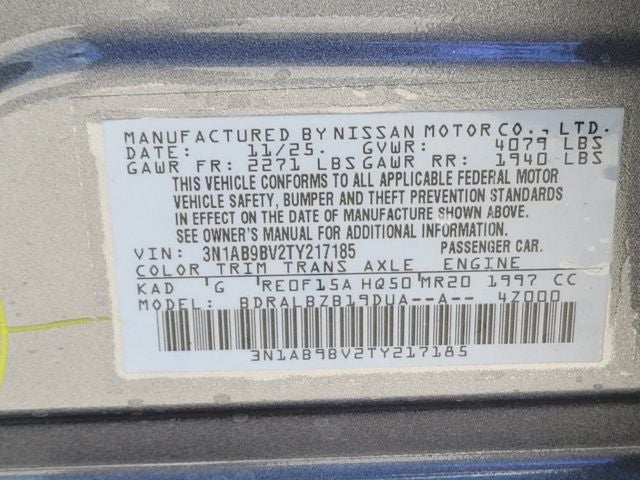 MANUFACTURED BY NISSAN MOTOR CO., LTD.
DATE: 11/25. GVWR: 4079 LBS
GAWR FR: 2271 LBS GAWR RR: 1940 LBS
THIS VEHICLE CONFORMS TO ALL APPLICABLE FEDERAL MOTOR
VEHICLE SAFETY, BUMPER, AND THEFT PREVENTION STANDARDS
IN EFFECT ON THE DATE OF MANUFACTURE SHOWN ABOVE.
SEE OWNER'S MANUAL FOR ADDITIONAL INFORMATION.
VIN: 3N1AB9BV2TY217185 PASSENGER CAR.
COLOR TRIM TRANS AXLE ENGINE
KAD G RE0F15A HQ50 MR20 1997 CC
MODEL: BDRALBZB19DUA--A-- 4Z000
3N1AB9BV2TY217185